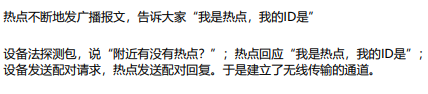 热点不断地发广播报文，告诉大家“我是热点，我的ID是”
设备法探测包，说“附近有没有热点？”；热点回应“我是热点，我的ID是”；
设备发送配对请求，热点发送配对回复。于是建立了无线传输的通道。